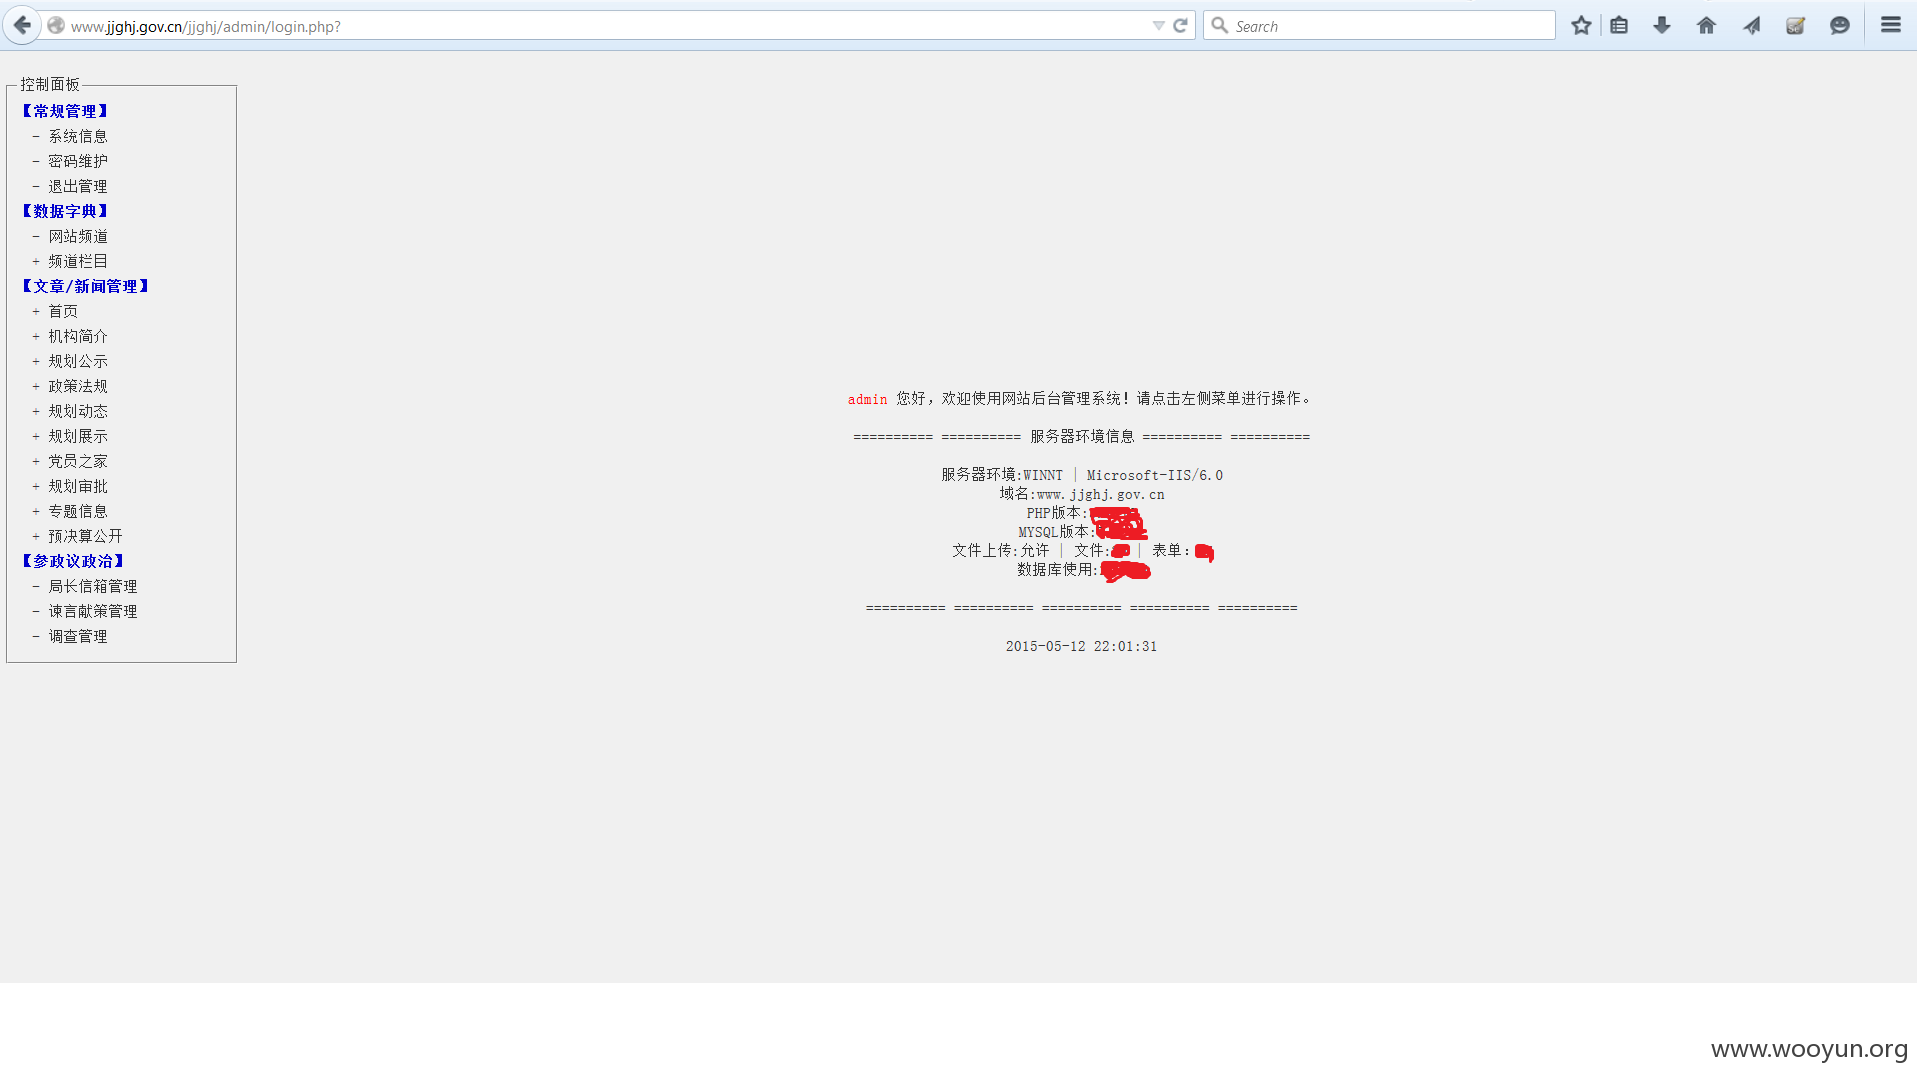 www.jjghj.gov.cn/jjghj/admin/login.php?
Search
控制面板
【常规管理】
- 系统信息
- 密码维护
- 退出管理
【数据字典】
- 网站频道
+ 频道栏目
【文章/新闻管理】
+ 首页
+ 机构简介
+ 规划公示
+ 政策法规
+ 规划动态
+ 规划展示
+ 党员之家
+ 规划审批
+ 专题信息
+ 预决算公开
【参政议政治】
- 局长信箱管理
- 谏言献策管理
- 调查管理
admin 您好，欢迎使用网站后台管理系统！请点击左侧菜单进行操作。
========== ========== 服务器环境信息 ========== ==========
服务器环境:WINNT | Microsoft-IIS/6.0
域名:www.jjghj.gov.cn
PHP版本:
MYSQL版本:
文件上传:允许 | 文件: | 表单：
数据库使用:
========== ========== ========== ========== ==========
2015-05-12 22:01:31
www.wooyun.org